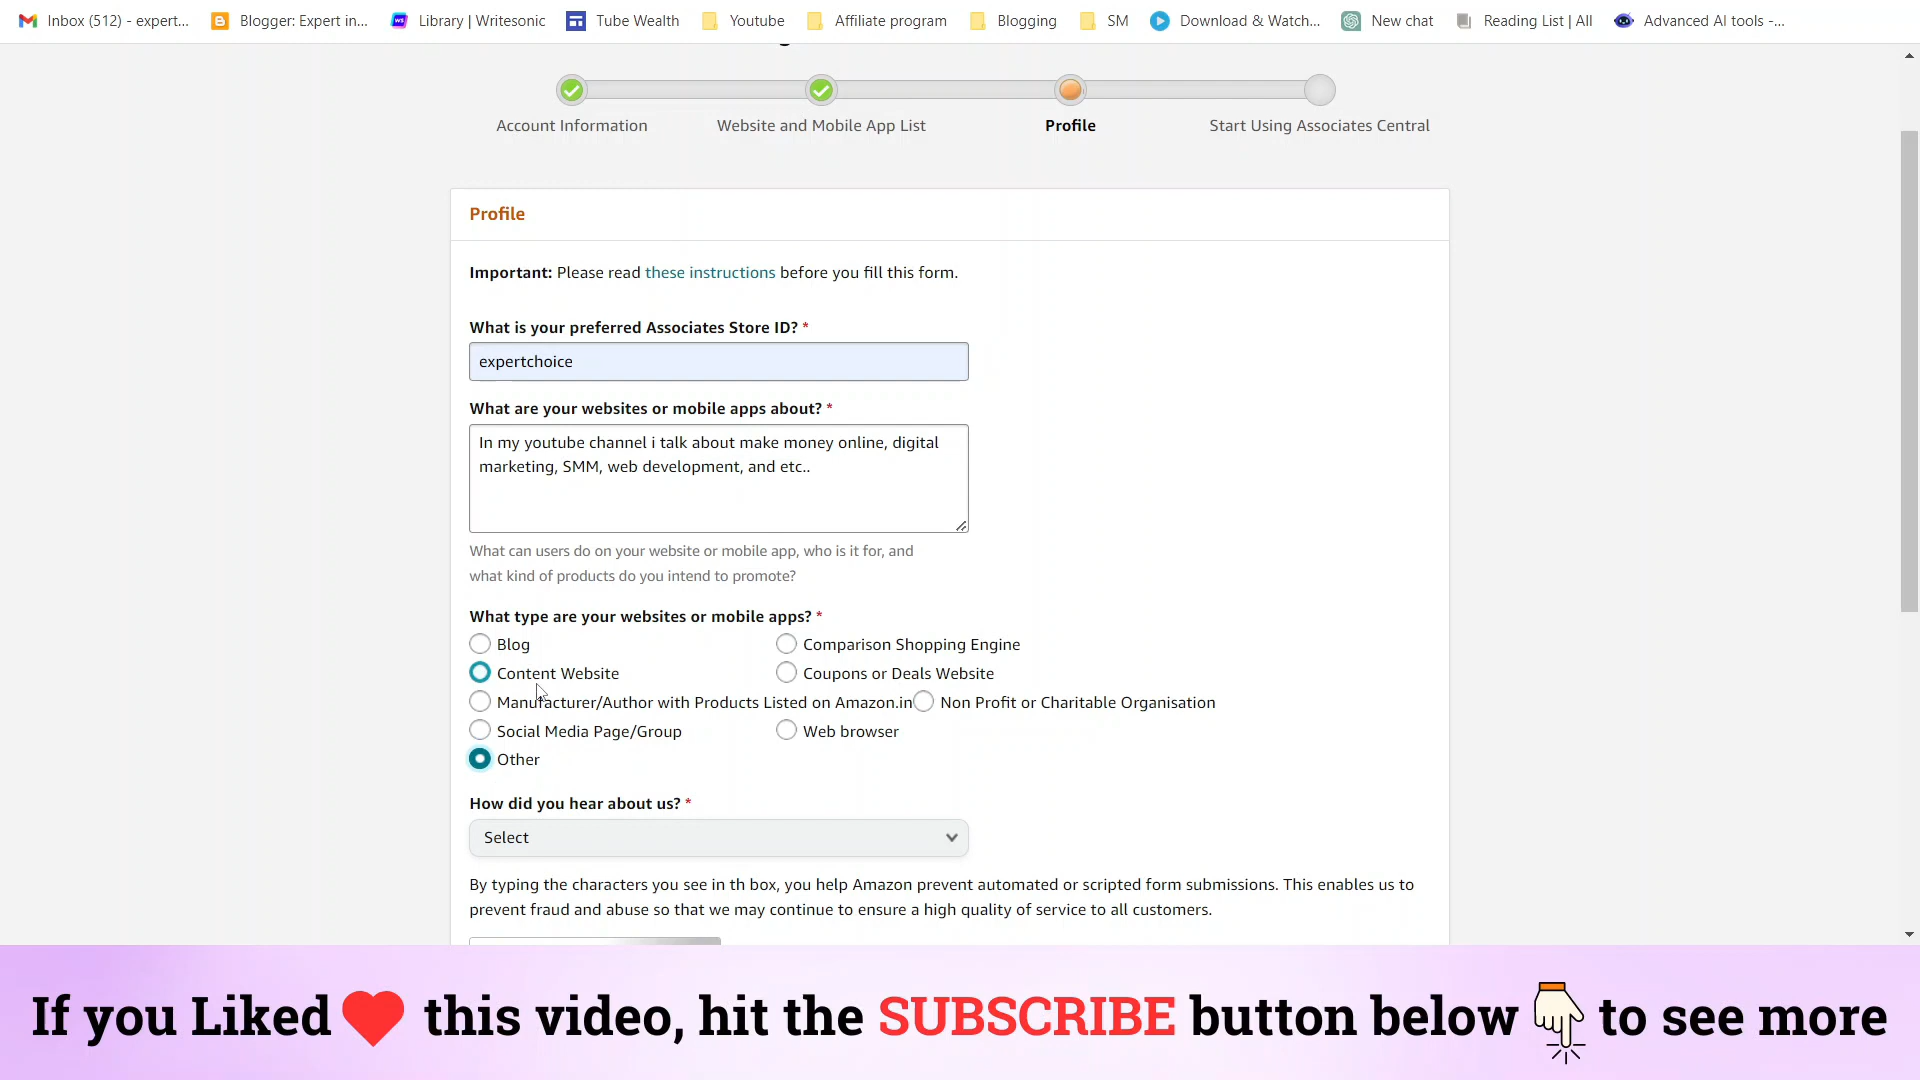 Inbox (512) - expert...
Blogger: Expert in...
Library | Writesonic
Tube Wealth
Youtube
Affiliate program
Blogging
SM
Download & Watch...
New chat
Reading List | All
Advanced AI tools -...
Account Information
Website and Mobile App List
Profile
Start Using Associates Central
Profile
Important: Please read these instructions before you fill this form.
What is your preferred Associates Store ID? *
expertchoice
What are your websites or mobile apps about? *
In my youtube channel i talk about make money online, digital
marketing, SMM, web development, and etc..
What can users do on your website or mobile app, who is it for, and
what kind of products do you intend to promote?
What type are your websites or mobile apps? *
Blog
Comparison Shopping Engine
Content Website
Coupons or Deals Website
Manufacturer/Author with Products Listed on Amazon.in
Non Profit or Charitable Organisation
Social Media Page/Group
Web browser
Other
How did you hear about us? *
Select
By typing the characters you see in th box, you help Amazon prevent automated or scripted form submissions. This enables us to
prevent fraud and abuse so that we may continue to ensure a high quality of service to all customers.
If you Liked this video, hit the SUBSCRIBE button below to see more